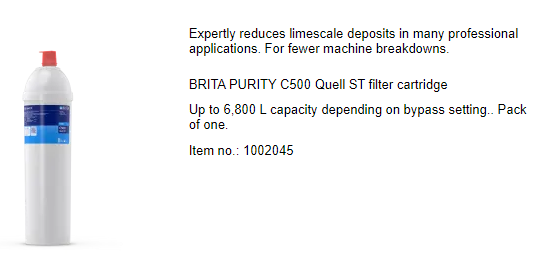 Expertly reduces limescale deposits in many professional
applications. For fewer machine breakdowns.
BRITA PURITY C500 Quell ST filter cartridge
Up to 6,800 L capacity depending on bypass setting.. Pack
of one.
Item no.: 1002045